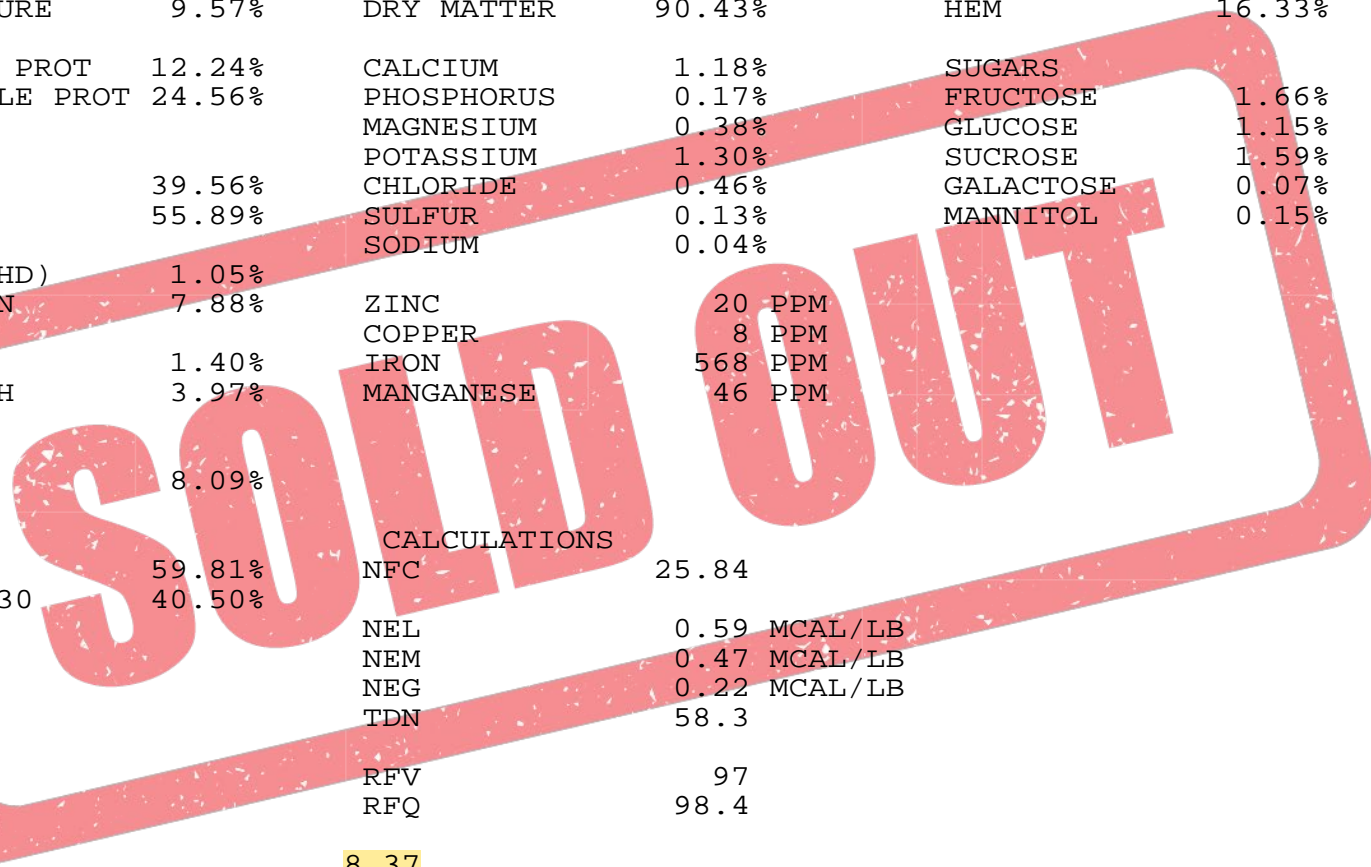 URE 9.57% DRY MATTER 90.43% HEM 16.33%
PROT 12.24% CALCIUM 1.18% SUGARS
LE PROT 24.56% PHOSPHORUS 0.17% FRUCTOSE 1.66%
MAGNESIUM 0.38% GLUCOSE 1.15%
POTASSIUM 1.30% SUCROSE 1.59%
39.56% CHLORIDE 0.46% GALACTOSE 0.07%
55.89% SULFUR 0.13% MANNITOL 0.15%
SODIUM 0.04%
HD) 1.05%
N 7.88% ZINC 20 PPM
COPPER 8 PPM
1.40% IRON 568 PPM
H 3.97% MANGANESE 46 PPM
8.09%
CALCULATIONS
59.81% NFC 25.84
30 40.50%
NEL 0.59 MCAL/LB
NEM 0.47 MCAL/LB
NEG 0.22 MCAL/LB
TDN 58.3
RFV 97
RFQ 98.4
8.37
SOLD OUT